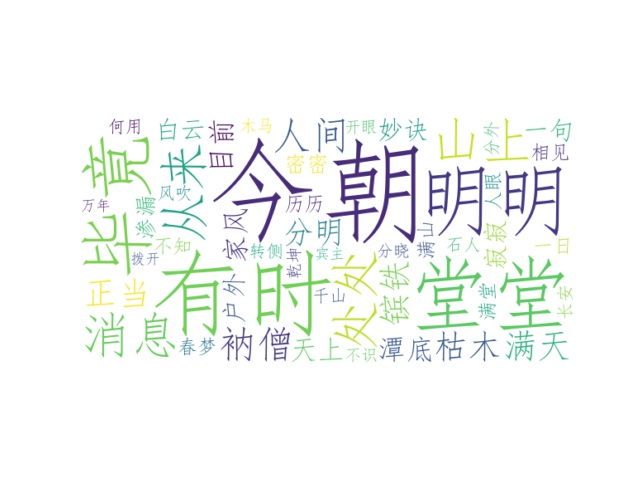 何用
白云
木马
人间
开眼
妙诀
山上
分外
一句
相见
竟毕
目前
从来
今朝
密密
明明
人眼
风吹
万年
渗漏
不知
历历
家风
分明
满山
石人
寂寂
一曰
拨开
转侧
乾坤
宾主
分晓
处处
镔铁
堂堂
满堂
长安
正当
有时
户外
千山
消息
春梦
衲僧
天上
不识
潭底
枯木
满天